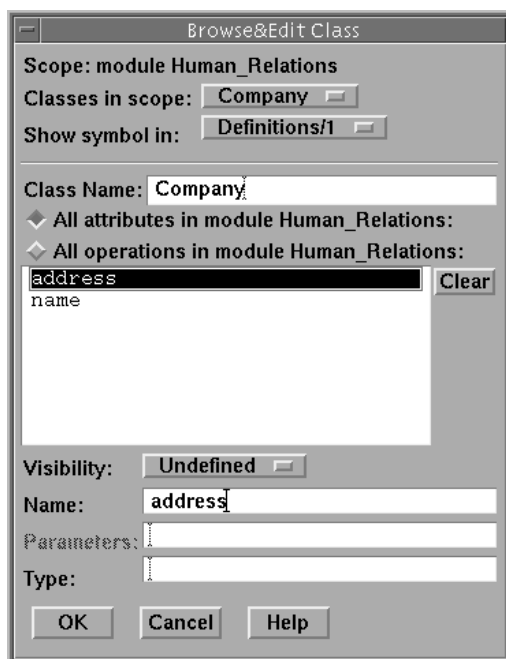 Browse&Edit Class
Scope: module Human_Relations
Classes in scope: Company
Show symbol in: Definitions/1
Class Name: Company
All attributes in module Human_Relations:
All operations in module Human_Relations:
address
Clear
name
Visibility: Undefined
Name: address
Parameters:
Type:
OK Cancel Help